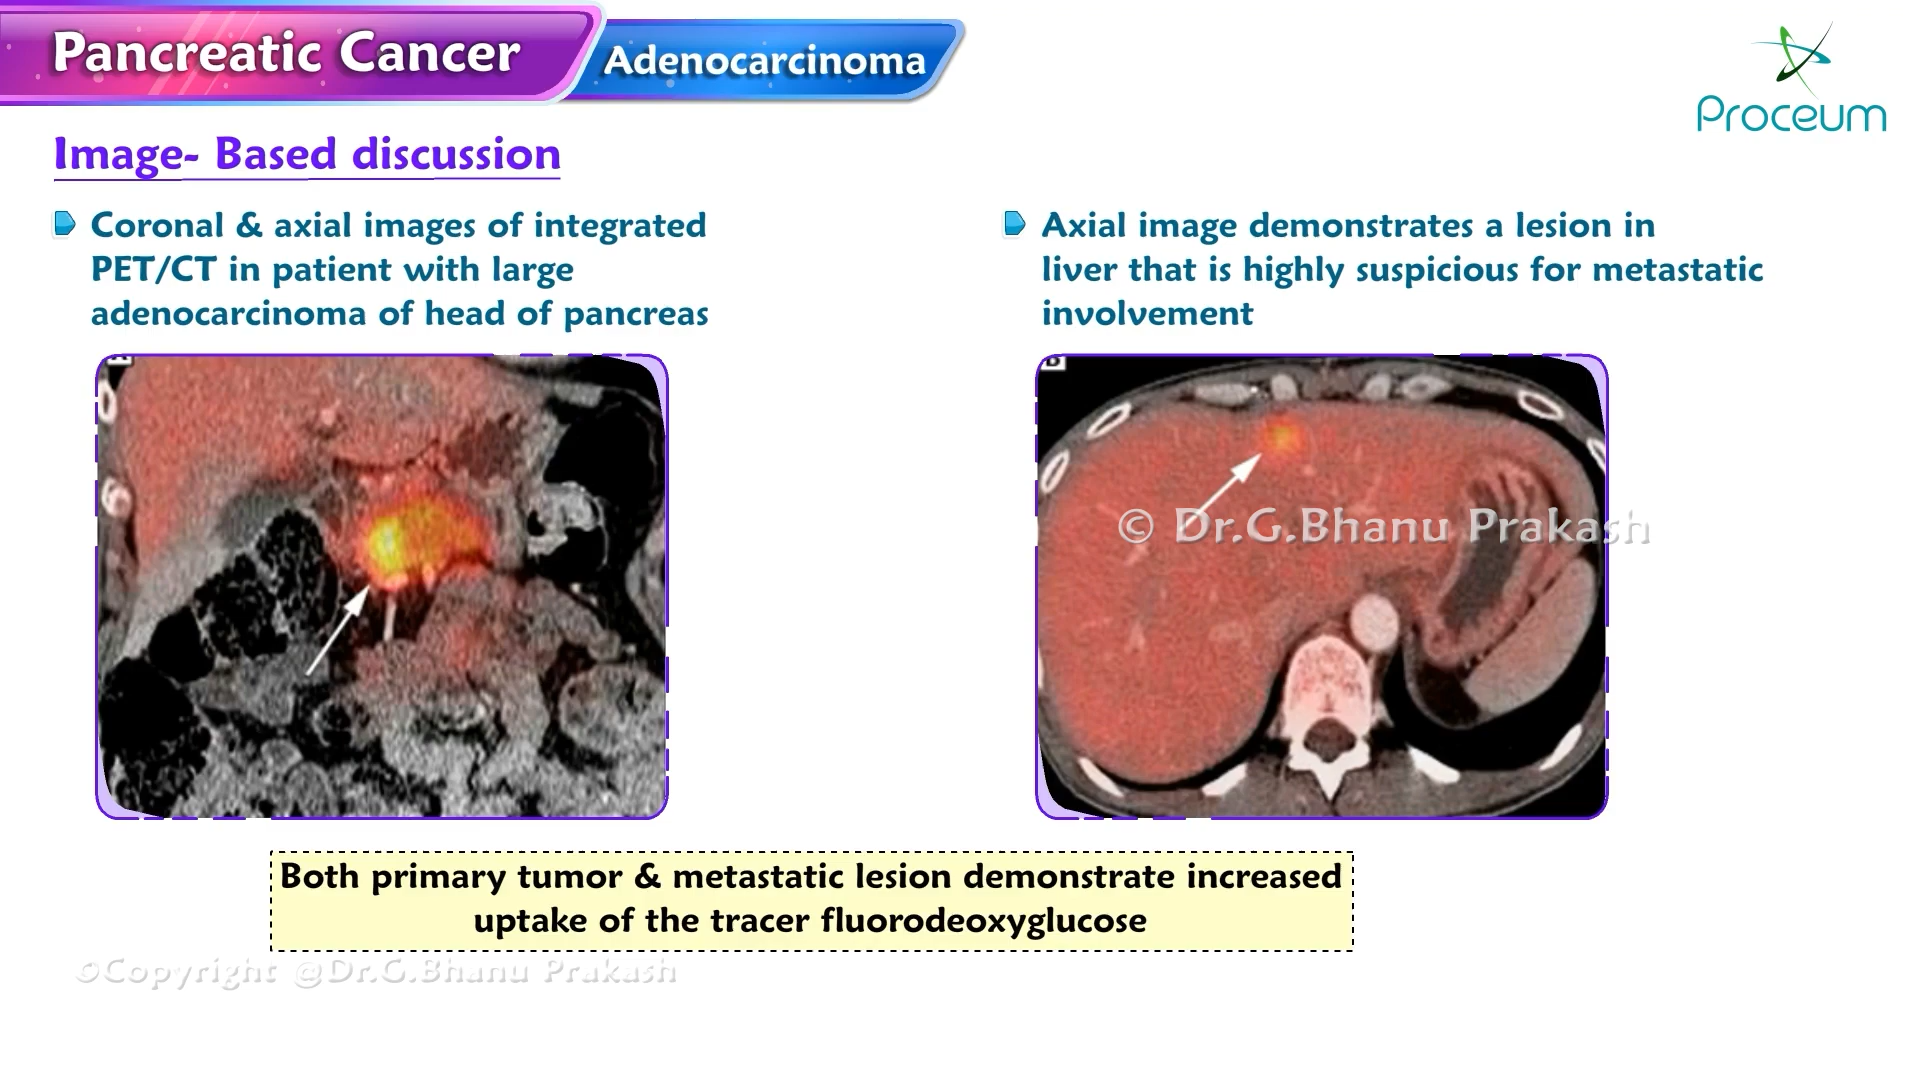 Pancreatic Cancer
Adenocarcinoma
Proceum
Image- Based discussion
Coronal & axial images of integrated
PET/CT in patient with large
adenocarcinoma of head of pancreas
Axial image demonstrates a lesion in
liver that is highly suspicious for metastatic
involvement
© Dr.G.Bhanu Prakash
Both primary tumor & metastatic lesion demonstrate increased
uptake of the tracer fluorodeoxyglucose
©Copyright @Dr.G.Bhanu Prakash